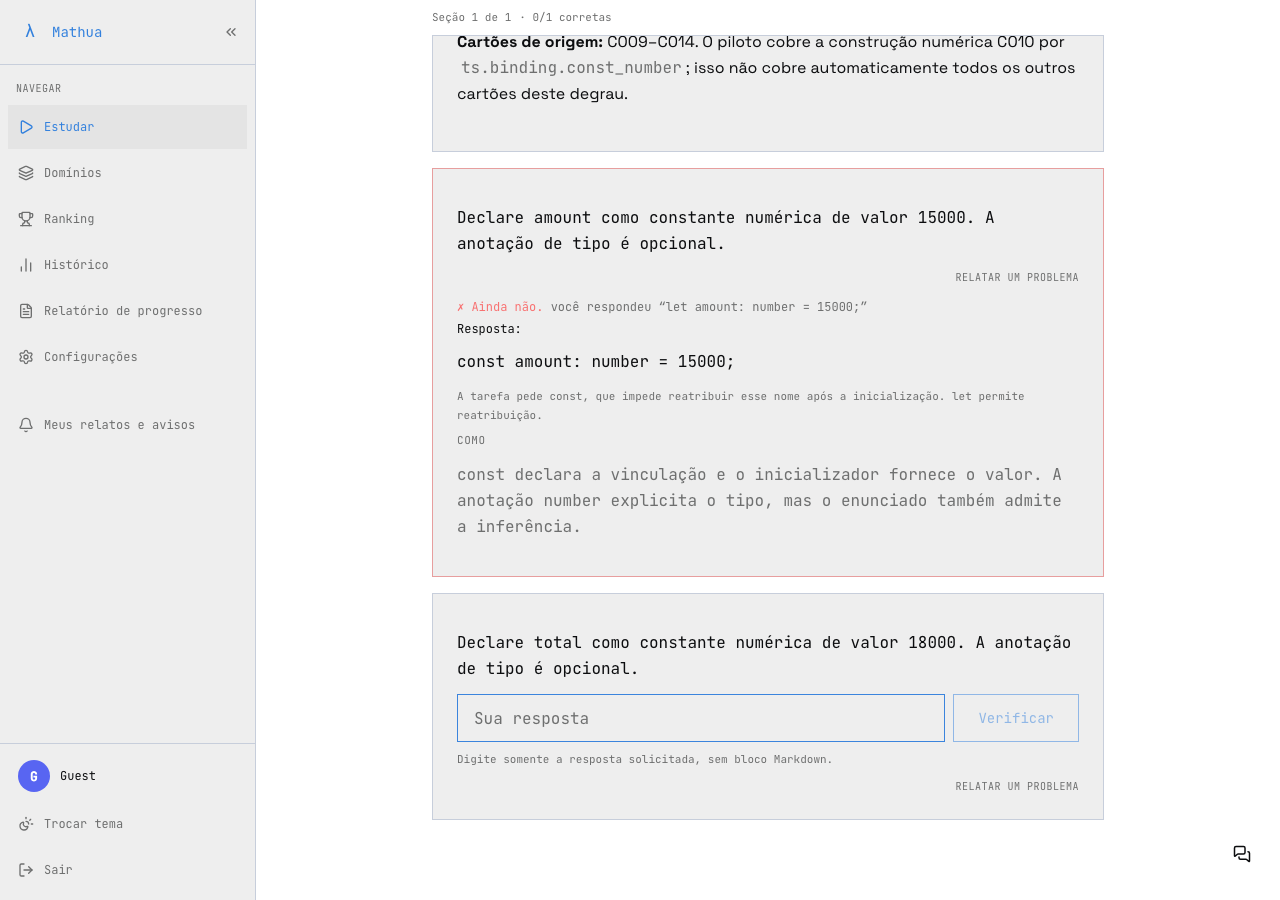 λ Mathua
NAVEGAR
Estudar
Domínios
Ranking
Histórico
Relatório de progresso
Configurações
Meus relatos e avisos
G Guest
Trocar tema
Sair
Seção 1 de 1 · 0/1 corretas
Cartões de origem: C009–C014. O piloto cobre a construção numérica C010 por
ts.binding.const_number; isso não cobre automaticamente todos os outros
cartões deste degrau.
Declare amount como constante numérica de valor 15000. A
anotação de tipo é opcional.
RELATAR UM PROBLEMA
✗ Ainda não. você respondeu “let amount: number = 15000;”
Resposta:
const amount: number = 15000;
A tarefa pede const, que impede reatribuir esse nome após a inicialização. let permite
reatribuição.
COMO
const declara a vinculação e o inicializador fornece o valor. A
anotação number explicita o tipo, mas o enunciado também admite
a inferência.
Declare total como constante numérica de valor 18000. A anotação
de tipo é opcional.
Sua resposta
Verificar
Digite somente a resposta solicitada, sem bloco Markdown.
RELATAR UM PROBLEMA